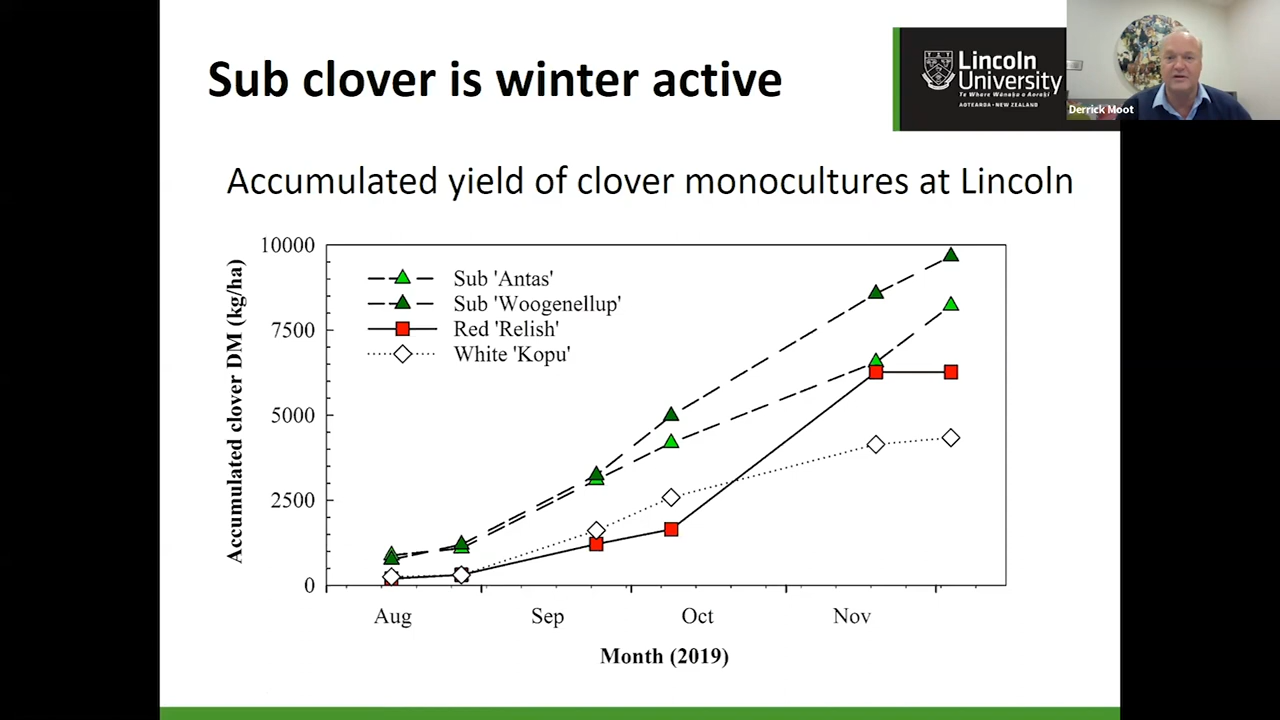 Sub clover is winter active
Lincoln
University
Te Whare Wānaka o Aoraki
AOTEAROA • NEW ZEALAND
Derrick Moot
Accumulated yield of clover monocultures at Lincoln
Accumulated clover DM (kg/ha)
10000
7500
5000
2500
0
Sub 'Antas'
Sub 'Woogenellup'
Red 'Relish'
White 'Kopu'
Aug Sep Oct Nov
Month (2019)